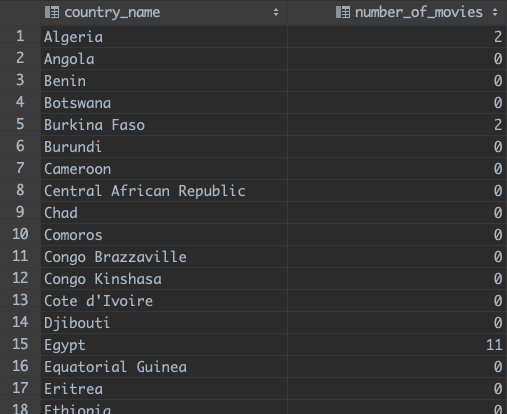 country_name number_of_movies
1 Algeria 2
2 Angola 0
3 Benin 0
4 Botswana 0
5 Burkina Faso 2
6 Burundi 0
7 Cameroon 0
8 Central African Republic 0
9 Chad 0
10 Comoros 0
11 Congo Brazzaville 0
12 Congo Kinshasa 0
13 Cote d'Ivoire 0
14 Djibouti 0
15 Egypt 11
16 Equatorial Guinea 0
17 Eritrea 0
18 Ethiopia 0